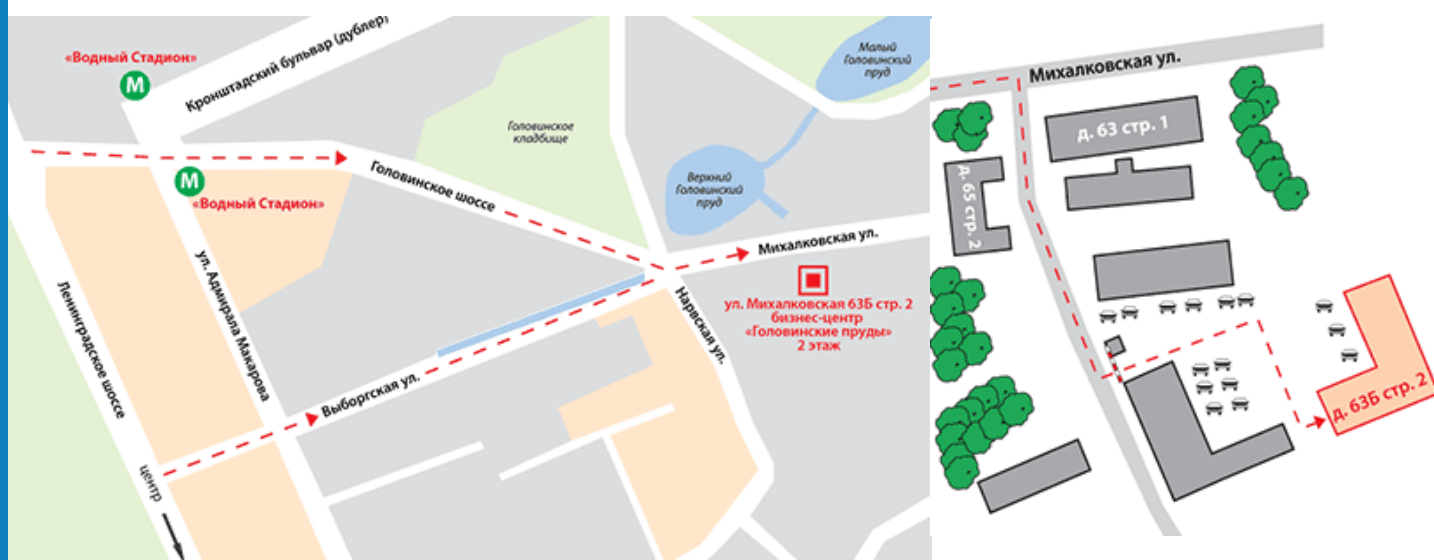 «Водный Стадион»
М
Кронштадский бульвар (дублер)
Малый
Головинский
пруд
Головинское
кладбище
Головинское шоссе
М
«Водный Стадион»
Верхний
Головинский
пруд
Михалковская ул.
ул. Михалковская 63Б стр. 2
бизнес-центр
«Головинские пруды»
2 этаж
ул. Адмирала Макарова
Ленинградское шоссе
Нарвская ул.
Выборгская ул.
центр
Михалковская ул.
д. 63 стр. 1
д. 65 стр. 2
д. 63Б стр. 2